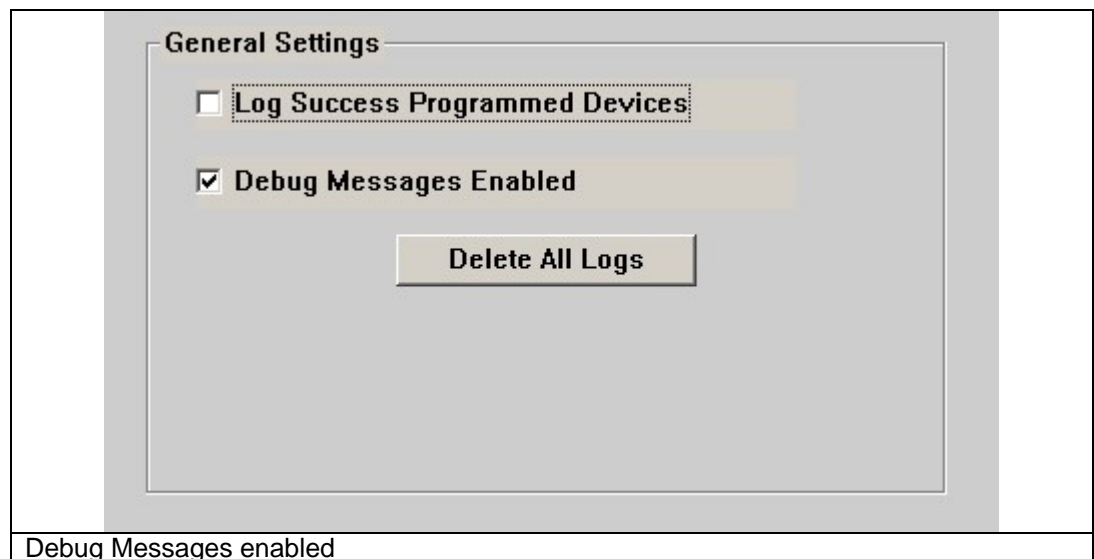 General Settings
Log Success Programmed Devices
Debug Messages Enabled
Delete All Logs
Debug Messages enabled